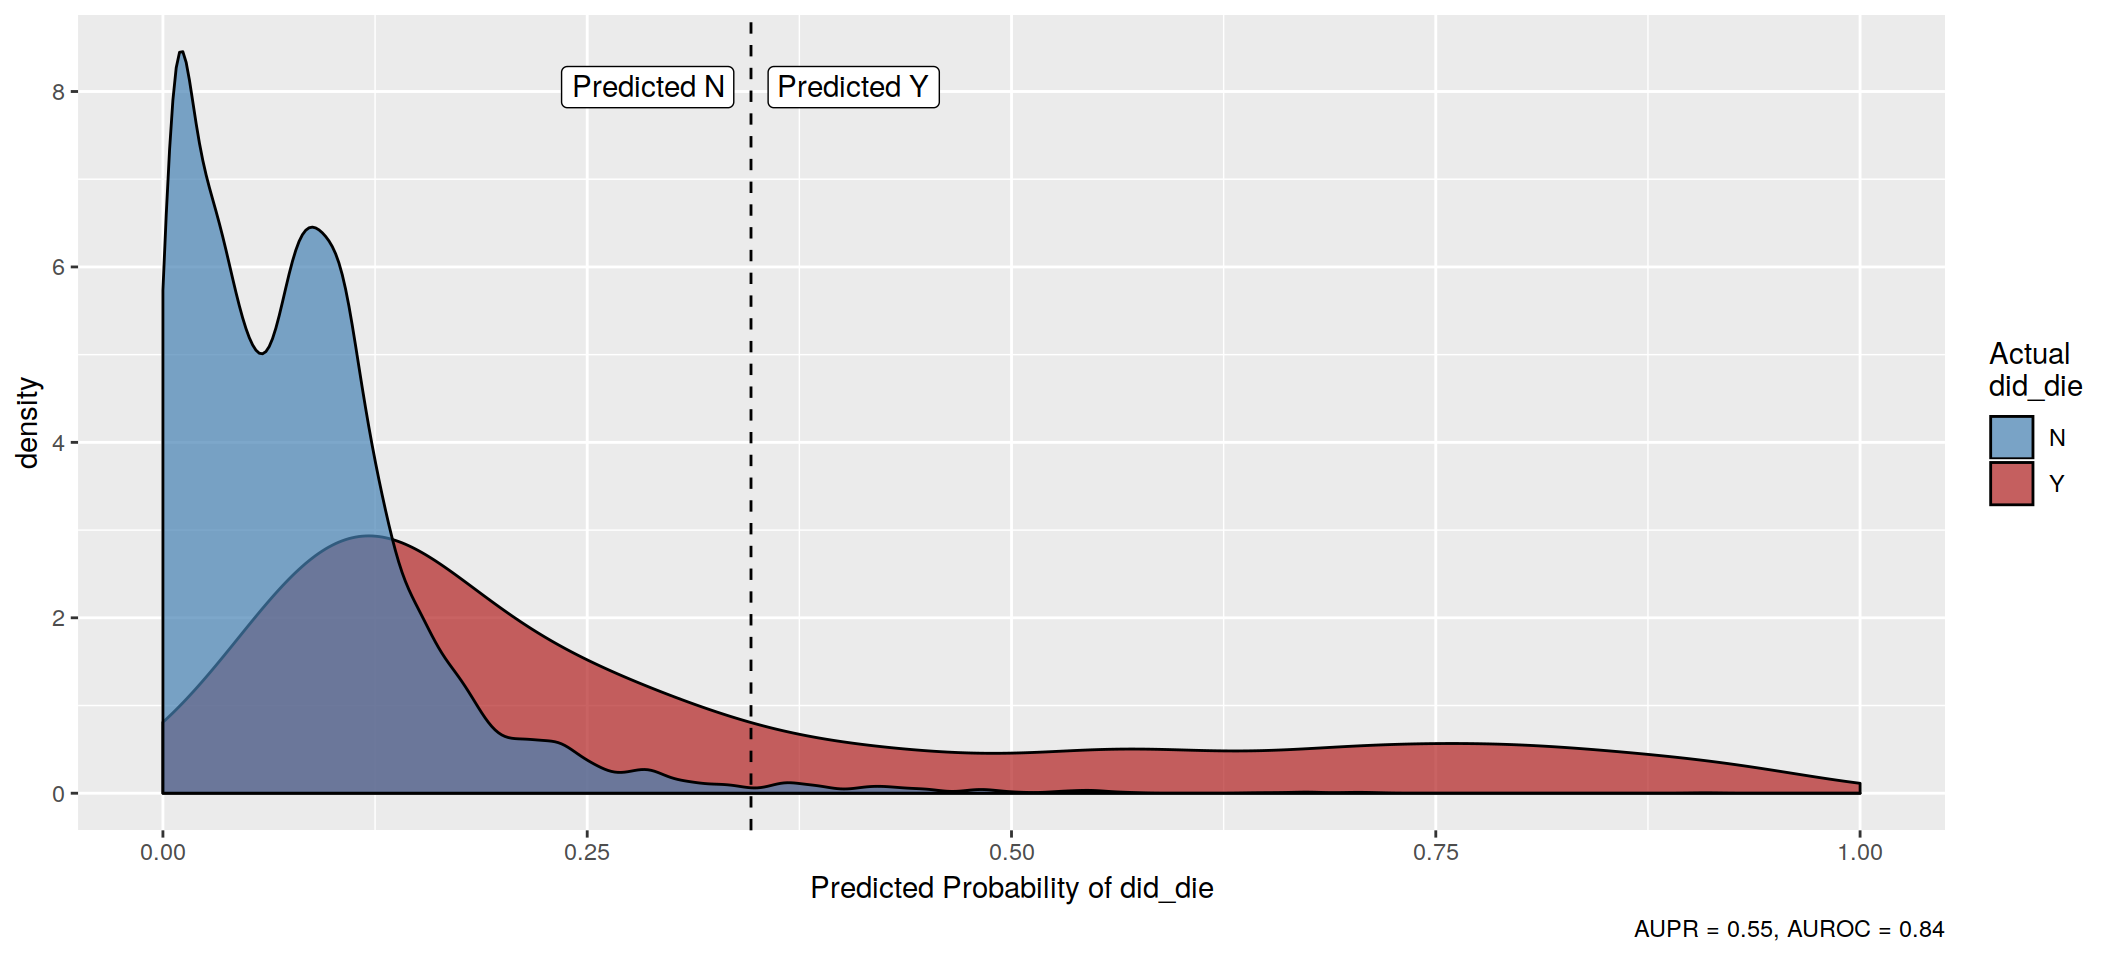 Predicted N
Predicted Y
8
6
4
2
0
density
0.00
0.25
0.50
0.75
1.00
Predicted Probability of did_die
Actual
did_die
N
Y
AUPR = 0.55, AUROC = 0.84